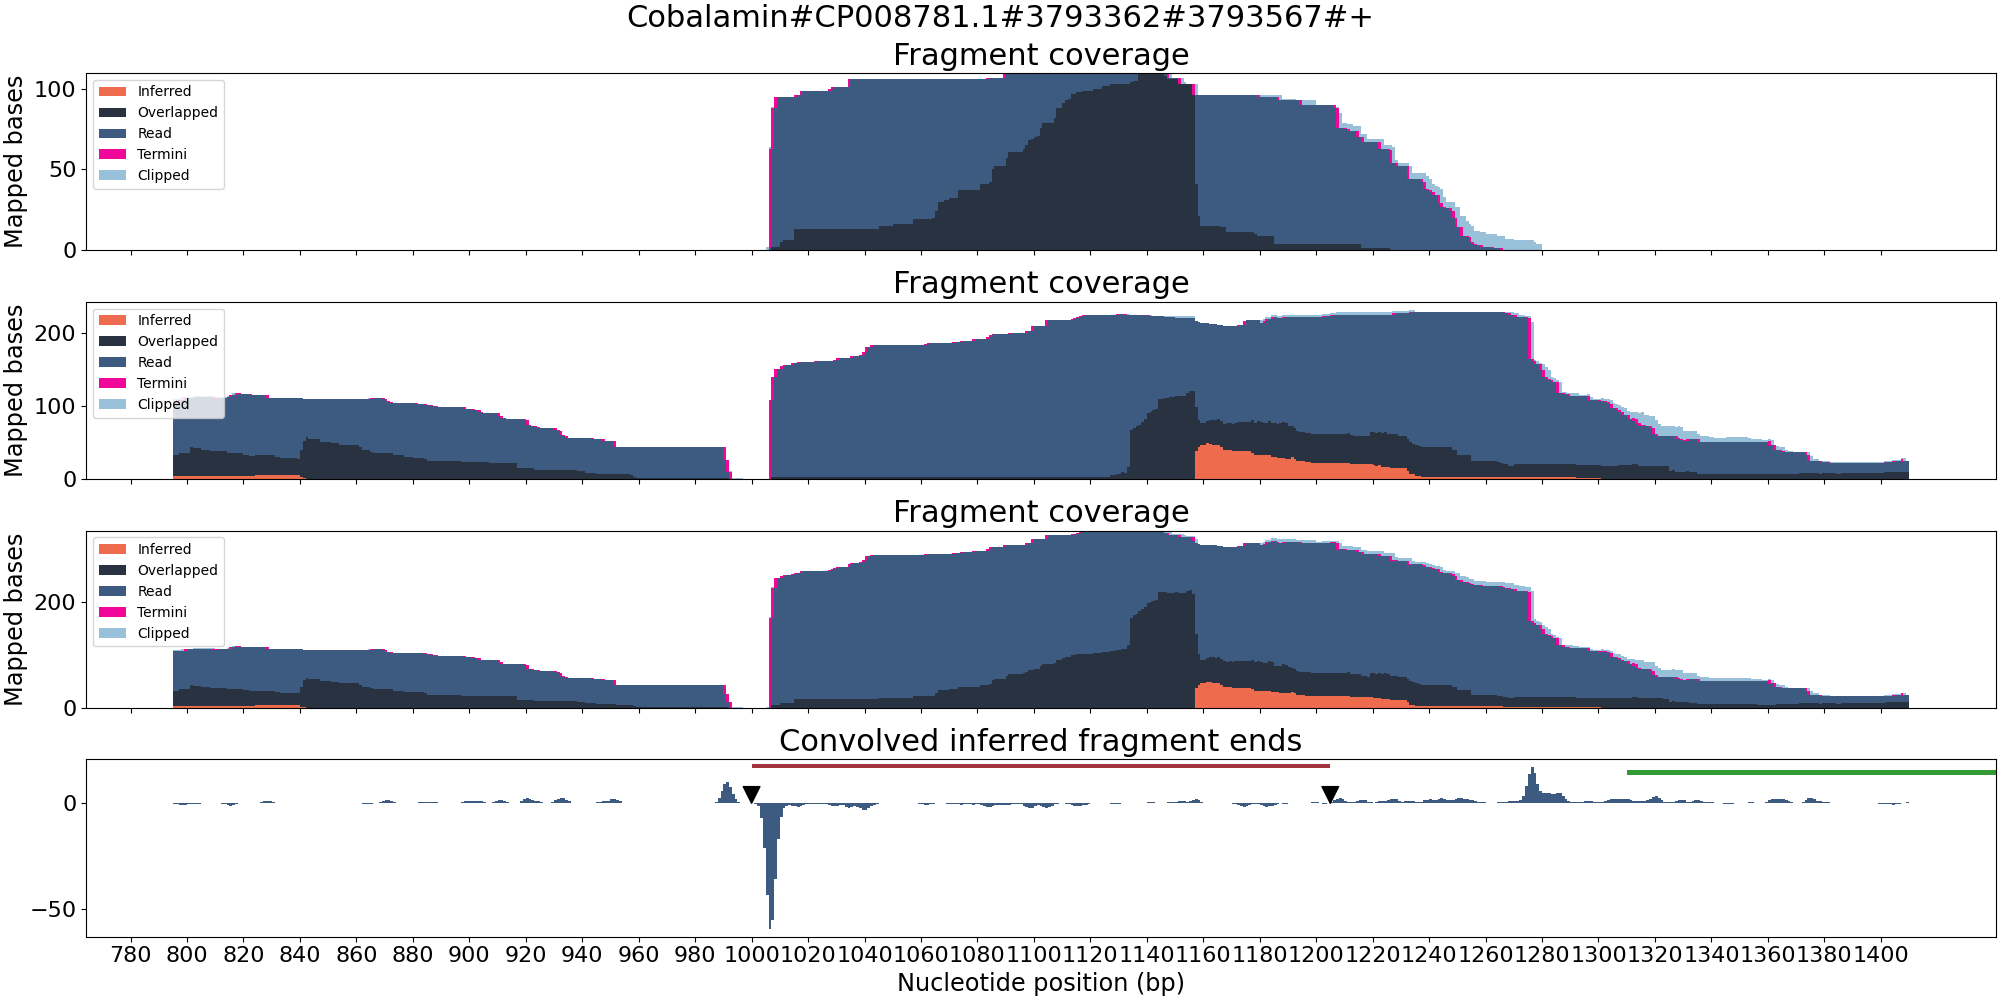 Cobalamin#CP008781.1#3793362#3793567#+
Fragment coverage
Mapped bases
100
50
0
Inferred
Overlapped
Read
Termini
Clipped
Fragment coverage
Mapped bases
200
100
0
Inferred
Overlapped
Read
Termini
Clipped
Fragment coverage
Mapped bases
200
0
Inferred
Overlapped
Read
Termini
Clipped
Convolved inferred fragment ends
0
−50
780 800 820 840 860 880 900 920 940 960 980 1000 1020 1040 1060 1080 1100 1120 1140 1160 1180 1200 1220 1240 1260 1280 1300 1320 1340 1360 1380 1400
Nucleotide position (bp)